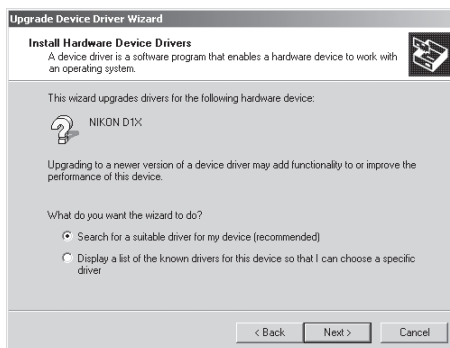 Upgrade Device Driver Wizard
Install Hardware Device Drivers
A device driver is a software program that enables a hardware device to work with
an operating system.
This wizard upgrades drivers for the following hardware device:
NIKON D1X
Upgrading to a newer version of a device driver may add functionality to or improve the
performance of this device.
What do you want the wizard to do?
Search for a suitable driver for my device (recommended)
Display a list of the known drivers for this device so that I can choose a specific
driver
< Back Next > Cancel